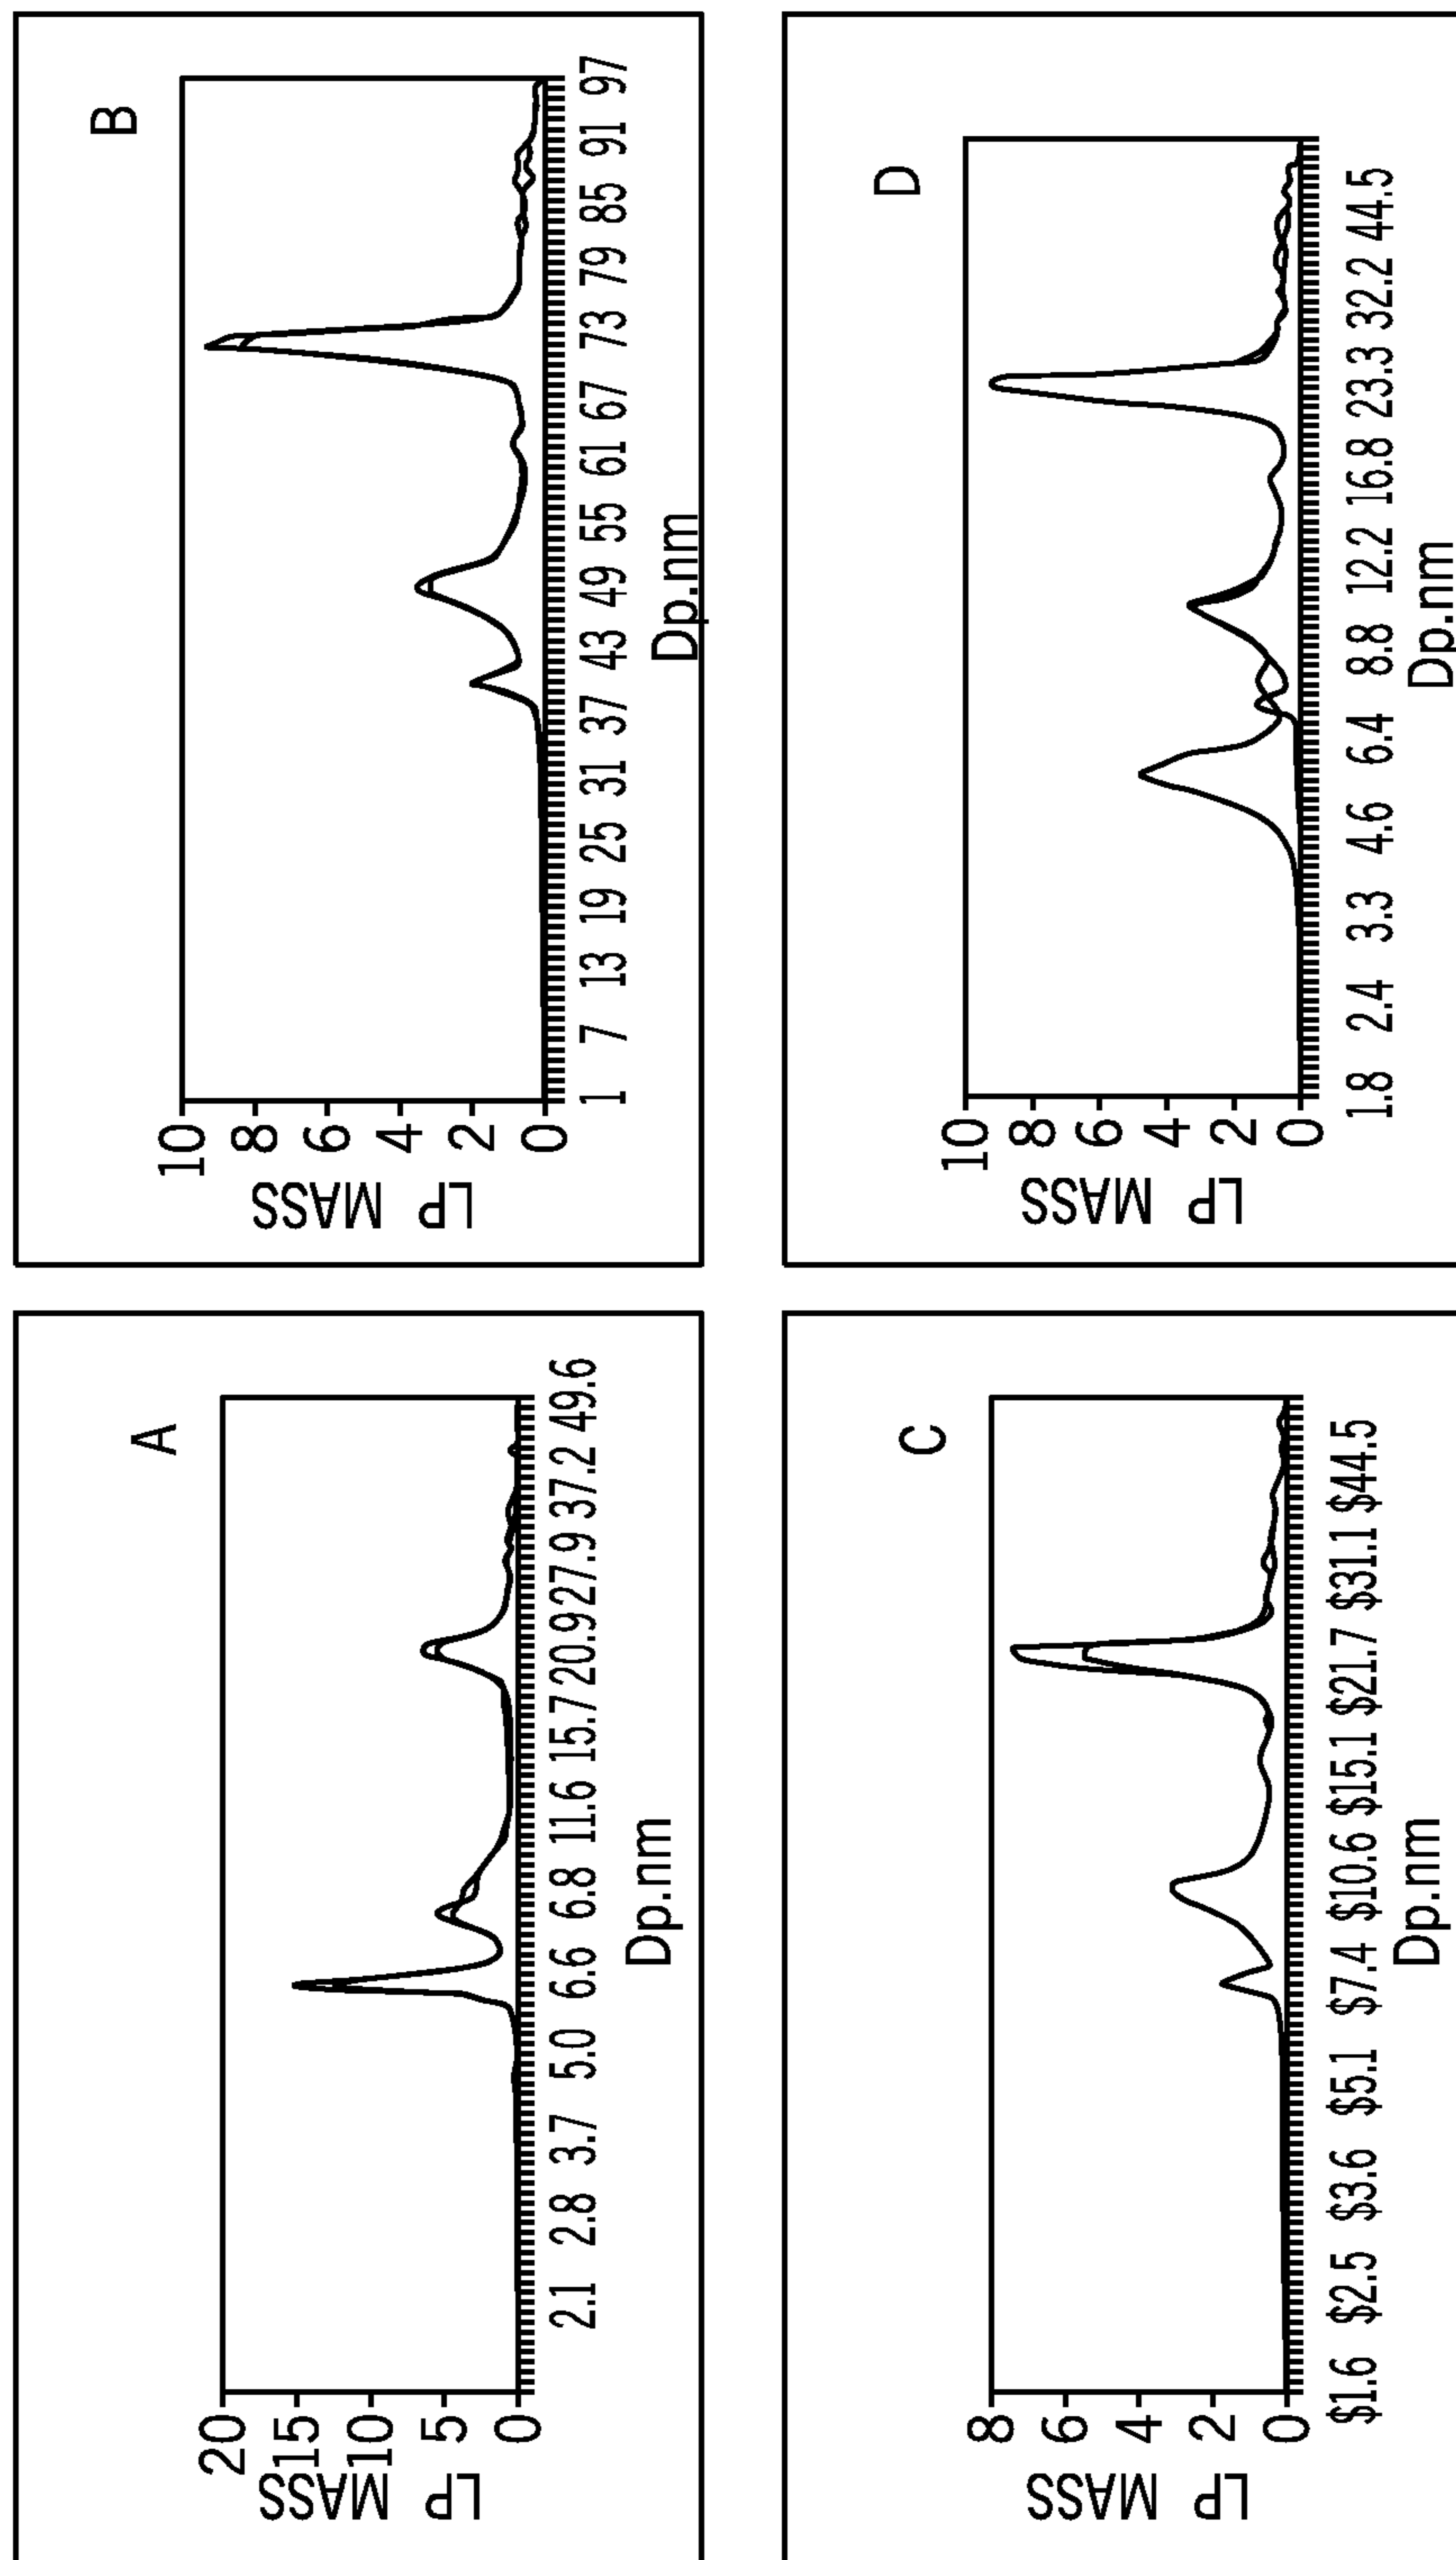 A
20
15
10
5
0
LP MASS
2.1 2.8 3.7 5.0 6.6 6.8 11.6 15.7 20.9 27.9 37.2 49.6
Dp.nm
B
10
8
6
4
2
0
LP MASS
1 7 13 19 25 31 37 43 49 55 61 67 73 79 85 91 97
Dp.nm
C
8
6
4
2
0
LP MASS
$1.6 $2.5 $3.6 $5.1 $7.4 $10.6 $15.1 $21.7 $31.1 $44.5
Dp.nm
D
10
8
6
4
2
0
LP MASS
1.8 2.4 3.3 4.6 6.4 8.8 12.2 16.8 23.3 32.2 44.5
Dp.nm